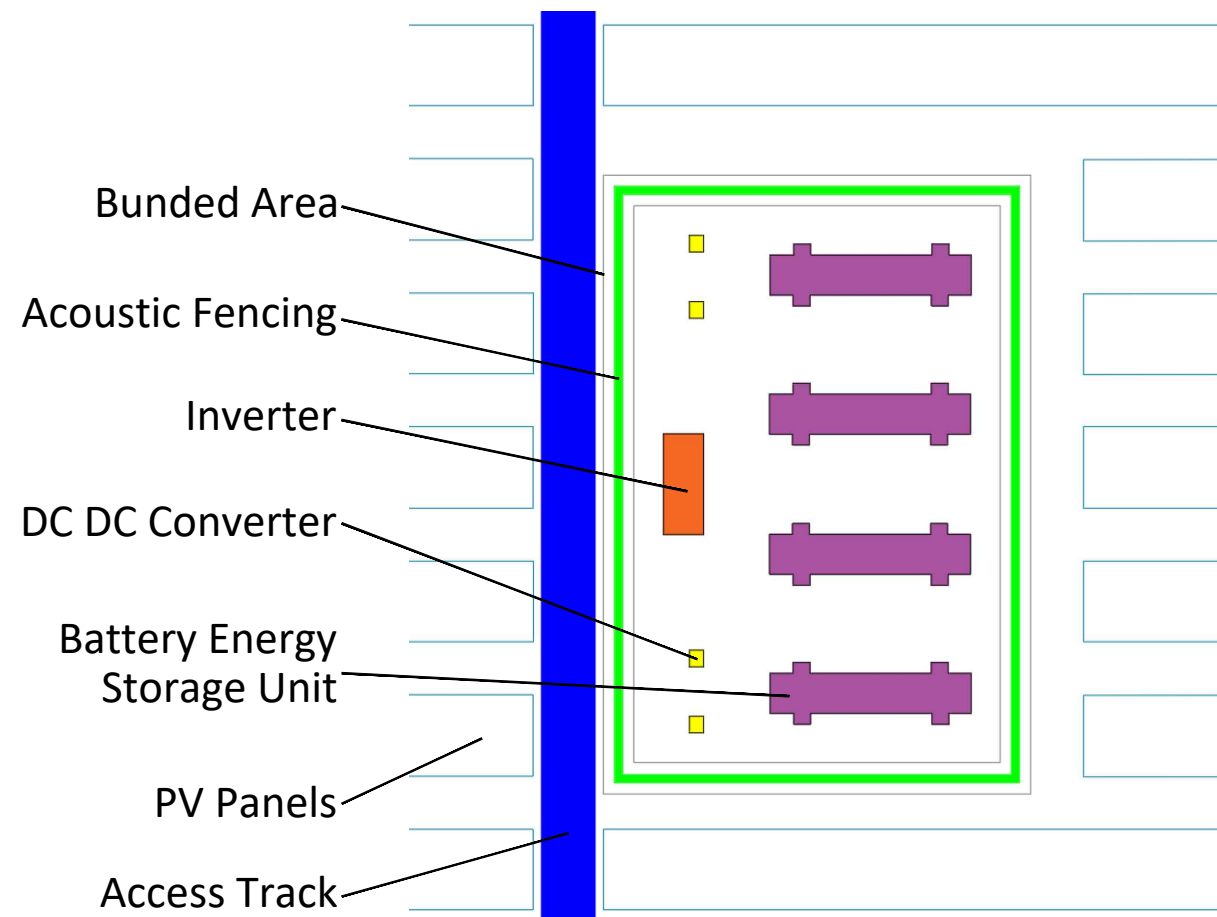 Bunded Area
Acoustic Fencing
Inverter
DC DC Converter
Battery Energy
Storage Unit
PV Panels
Access Track